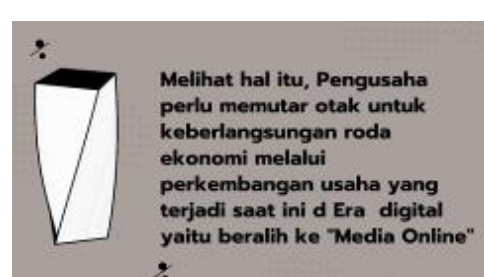 Melihat hal itu, Pengusaha
perlu memutar otak untuk
keberlangsungan roda
ekonomi melalui
perkembangan usaha yang
terjadi saat ini d Era  digital
yaitu beralih ke "Media Online"